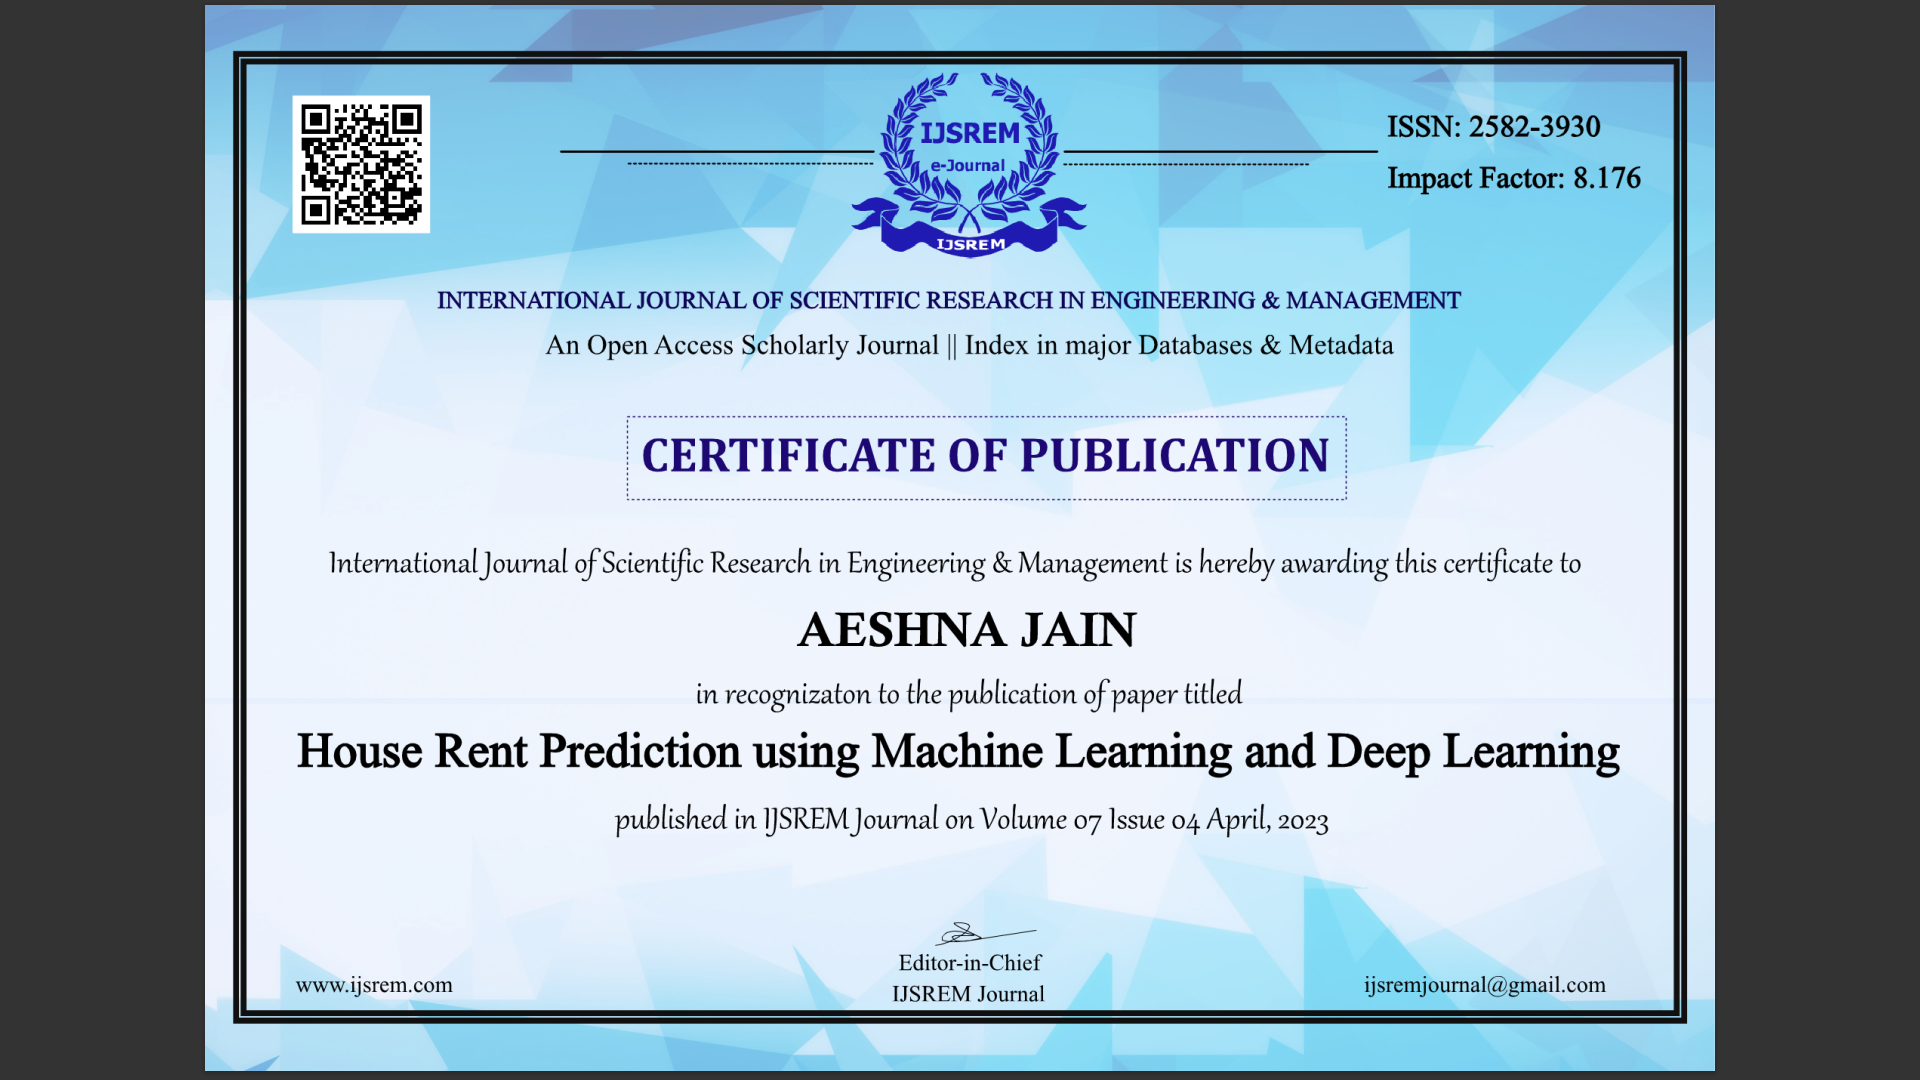 IJSREM
e-Journal
IJSREM
ISSN: 2582-3930
Impact Factor: 8.176
INTERNATIONAL JOURNAL OF SCIENTIFIC RESEARCH IN ENGINEERING & MANAGEMENT
An Open Access Scholarly Journal || Index in major Databases & Metadata
CERTIFICATE OF PUBLICATION
International Journal of Scientific Research in Engineering & Management is hereby awarding this certificate to
AESHNA JAIN
in recognizaton to the publication of paper titled
House Rent Prediction using Machine Learning and Deep Learning
published in IJSREM Journal on Volume 07 Issue 04 April, 2023
Editor-in-Chief
IJSREM Journal
www.ijsrem.com
ijsremjournal@gmail.com